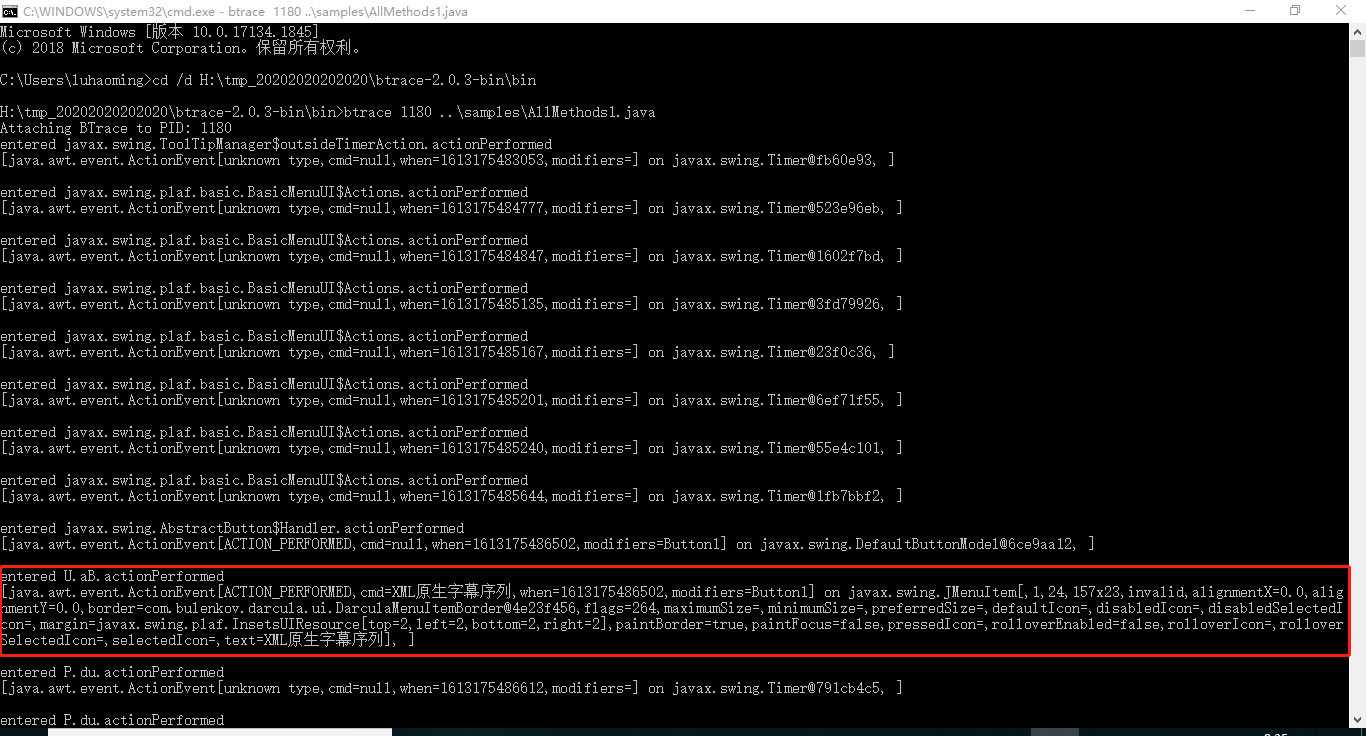 C:\WINDOWS\system32\cmd.exe - btrace  1180 ..\samples\AllMethods1.java
Microsoft Windows [版本 10.0.17134.1845]
(c) 2018 Microsoft Corporation。保留所有权利。
C:\Users\luhaoming>cd /d H:\tmp_20202020202020\btrace-2.0.3-bin\bin
H:\tmp_20202020202020\btrace-2.0.3-bin\bin>btrace 1180 ..\samples\AllMethods1.java
Attaching BTrace to PID: 1180
entered javax.swing.ToolTipManager$outsideTimerAction.actionPerformed
[java.awt.event.ActionEvent[unknown type,cmd=null,when=1613175483053,modifiers=] on javax.swing.Timer@fb60e93, ]
entered javax.swing.plaf.basic.BasicMenuUI$Actions.actionPerformed
[java.awt.event.ActionEvent[unknown type,cmd=null,when=1613175484777,modifiers=] on javax.swing.Timer@523e96eb, ]
entered javax.swing.plaf.basic.BasicMenuUI$Actions.actionPerformed
[java.awt.event.ActionEvent[unknown type,cmd=null,when=1613175484847,modifiers=] on javax.swing.Timer@1602f7bd, ]
entered javax.swing.plaf.basic.BasicMenuUI$Actions.actionPerformed
[java.awt.event.ActionEvent[unknown type,cmd=null,when=1613175485135,modifiers=] on javax.swing.Timer@3fd79926, ]
entered javax.swing.plaf.basic.BasicMenuUI$Actions.actionPerformed
[java.awt.event.ActionEvent[unknown type,cmd=null,when=1613175485167,modifiers=] on javax.swing.Timer@23f0c36, ]
entered javax.swing.plaf.basic.BasicMenuUI$Actions.actionPerformed
[java.awt.event.ActionEvent[unknown type,cmd=null,when=1613175485201,modifiers=] on javax.swing.Timer@6ef71f55, ]
entered javax.swing.plaf.basic.BasicMenuUI$Actions.actionPerformed
[java.awt.event.ActionEvent[unknown type,cmd=null,when=1613175485240,modifiers=] on javax.swing.Timer@55e4c101, ]
entered javax.swing.plaf.basic.BasicMenuUI$Actions.actionPerformed
[java.awt.event.ActionEvent[unknown type,cmd=null,when=1613175485644,modifiers=] on javax.swing.Timer@1fb7bbf2, ]
entered javax.swing.AbstractButton$Handler.actionPerformed
[java.awt.event.ActionEvent[ACTION_PERFORMED,cmd=null,when=1613175486502,modifiers=Button1] on javax.swing.DefaultButtonModel@6ce9aa12, ]
entered U.aB.actionPerformed
[java.awt.event.ActionEvent[ACTION_PERFORMED,cmd=XML原生字幕序列,when=1613175486502,modifiers=Button1] on javax.swing.JMenuItem[,1,24,157x23,invalid,alignmentX=0.0,alig
nmentY=0.0,border=com.bulenkov.darcula.ui.DarculaMenuItemBorder@4e23f456,flags=264,maximumSize=,minimumSize=,preferredSize=,defaultIcon=,disabledIcon=,disabledSelectedI
con=,margin=javax.swing.plaf.InsetsUIResource[top=2,left=2,bottom=2,right=2],paintBorder=true,paintFocus=false,pressedIcon=,rolloverEnabled=false,rolloverIcon=,rollover
SelectedIcon=,selectedIcon=,text=XML原生字幕序列], ]
entered P.du.actionPerformed
[java.awt.event.ActionEvent[unknown type,cmd=null,when=1613175486612,modifiers=] on javax.swing.Timer@791cb4c5, ]
entered P.du.actionPerformed